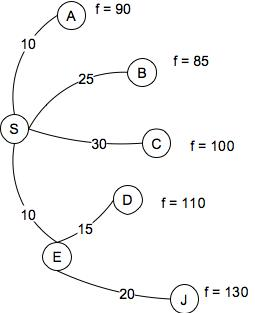 A f = 90
10
f = 85
25 B
S
30 C f = 100
D f = 110
10
15
E
20 J f = 130